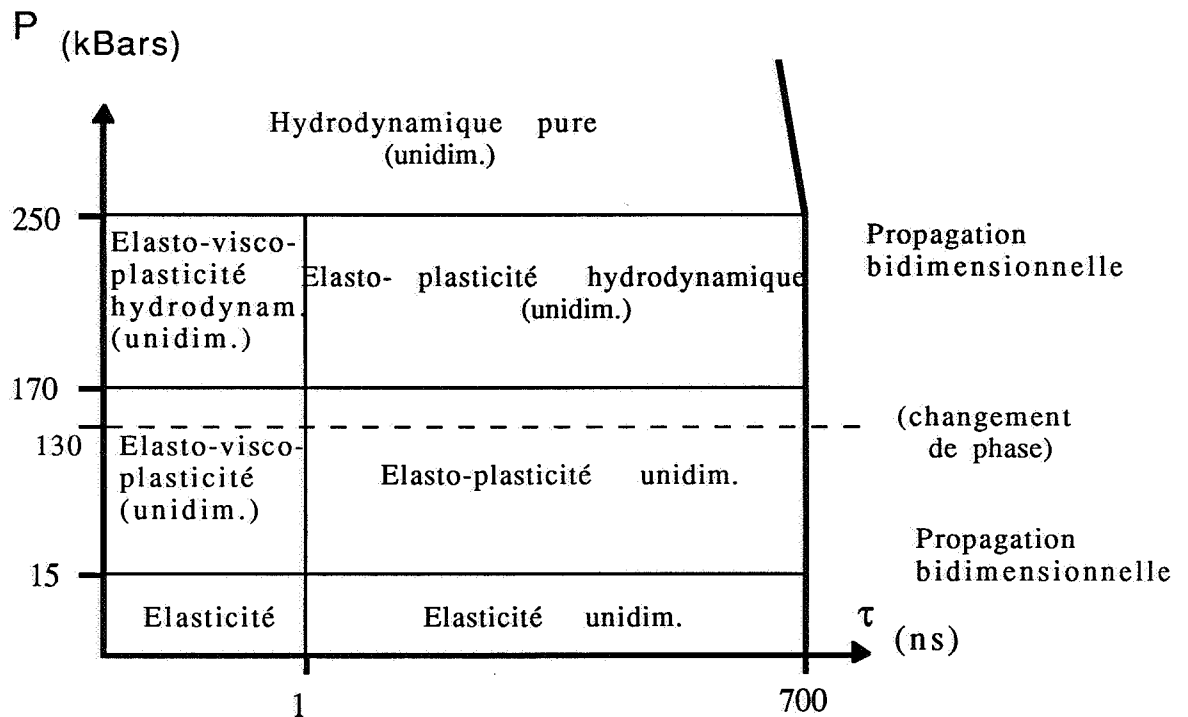 P
(kBars)
Hydrodynamique pure
(unidim.)
250
Elasto-visco-
plasticité
hydrodynam.
(unidim.)
Elasto- plasticité hydrodynamique
(unidim.)
Propagation
bidimensionnelle
170
130
(changement
de phase)
Elasto-visco-
plasticité
(unidim.)
Elasto-plasticité unidim.
Propagation
bidimensionnelle
15
Elasticité
Elasticité unidim.
τ
(ns)
1
700